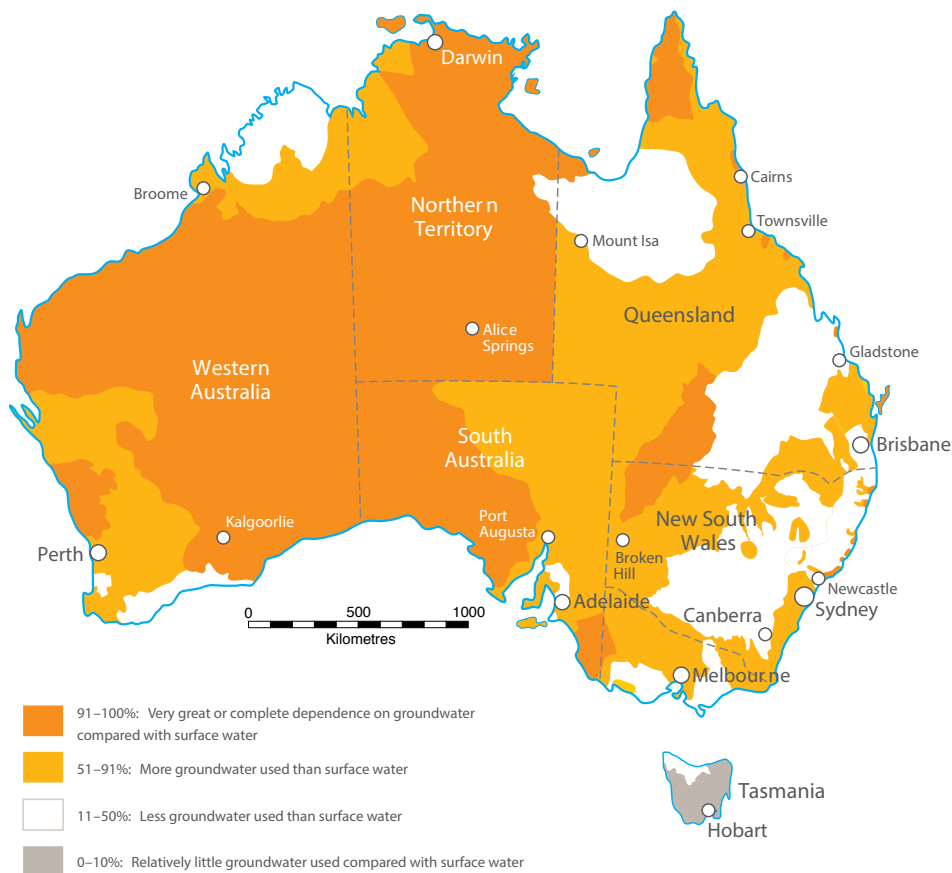 Darwin
Broome
Cairns
Northern
Territory
Townsville
Mount Isa
Queensland
Alice
Springs
Gladstone
Western
Australia
South
Australia
Brisbane
Port
Augusta
Kalgoorlie
New South
Wales
Perth
Broken
Hill
Newcastle
Adelaide
Sydney
Canberra
0 500 1000
Kilometres
Melbourne
91–100%: Very great or complete dependence on groundwater
compared with surface water
51–91%: More groundwater used than surface water
11–50%: Less groundwater used than surface water
0–10%: Relatively little groundwater used compared with surface water
Tasmania
Hobart